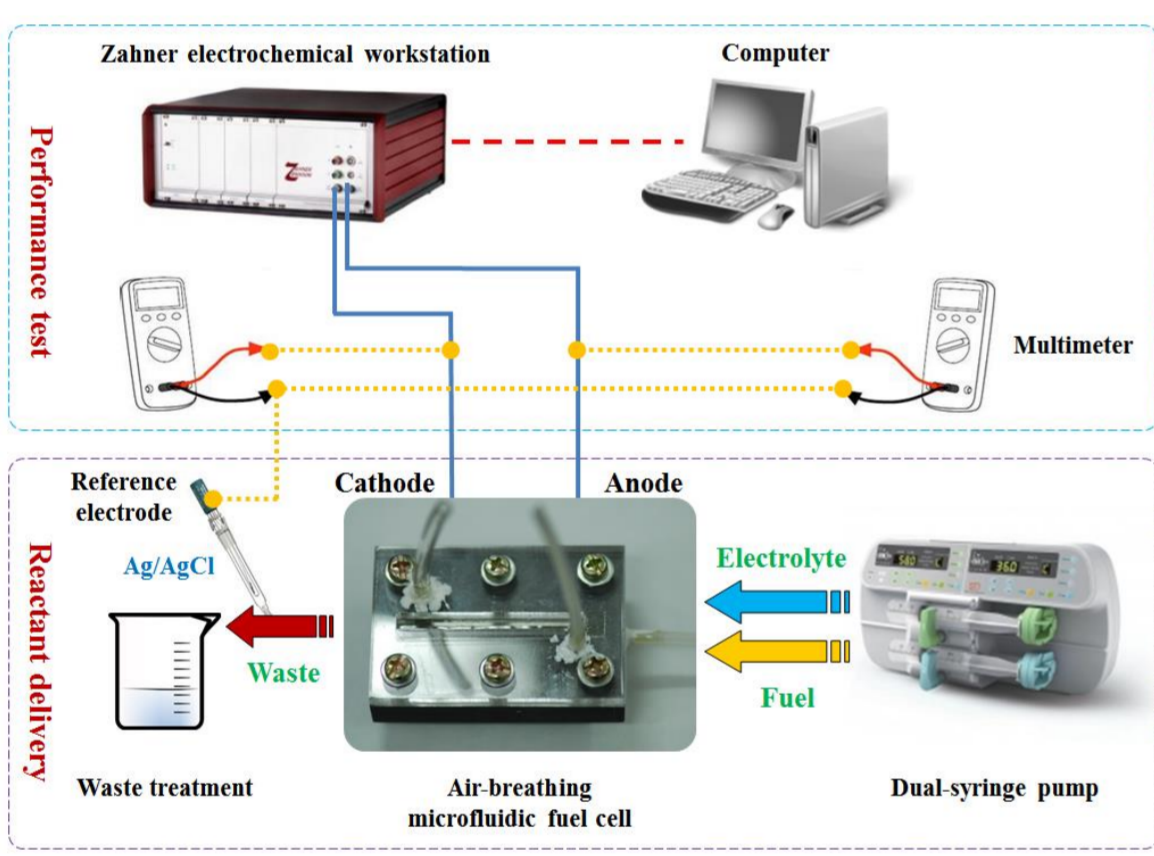 Zahner electrochemical workstation
Computer
Performance test
Multimeter
Reference
electrode
Ag/AgCl
Cathode
Anode
Electrolyte
Fuel
Waste
Reactant delivery
Waste treatment
Air-breathing
microfluidic fuel cell
Dual-syringe pump